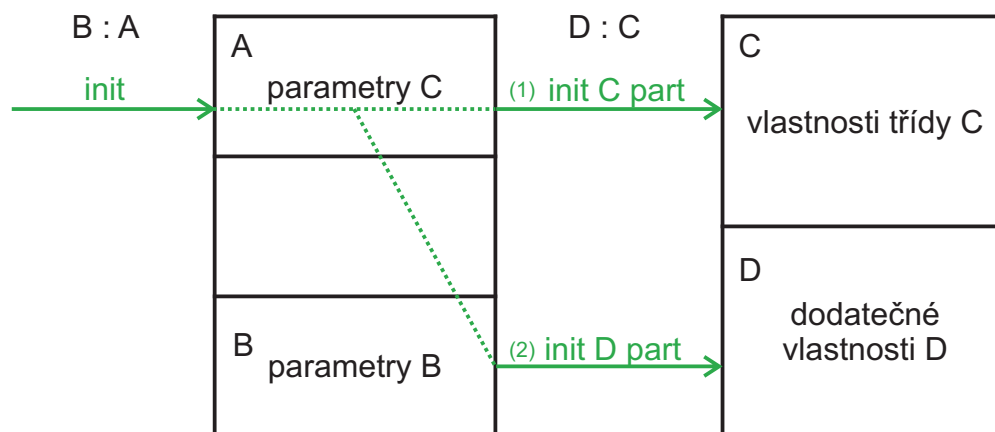 B : A
D : C
A
C
init
parametry C
(1) init C part
vlastnosti třídy C
D
B
parametry B
(2) init D part
dodatečné
vlastnosti D